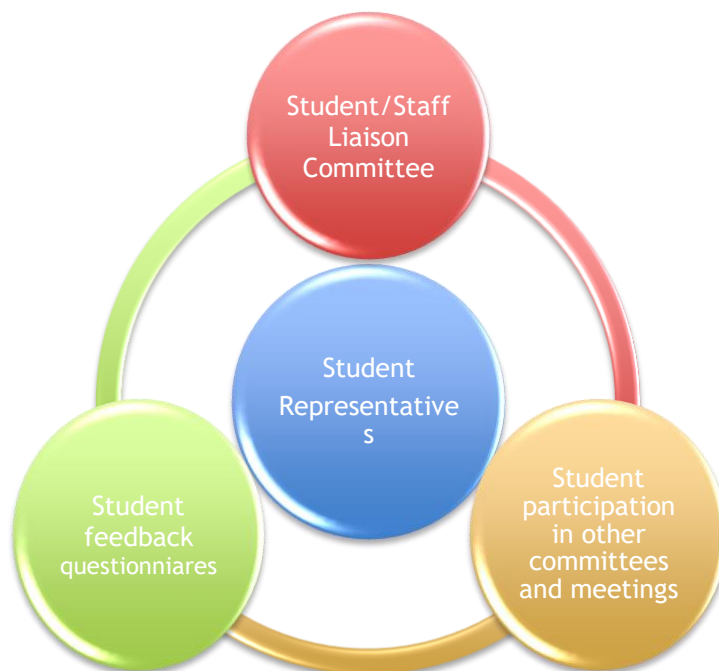 Student/Staff
Liaison
Committee
Student
Representative
s
Student
feedback
questionniares
Student
participation
in other
committees
and meetings